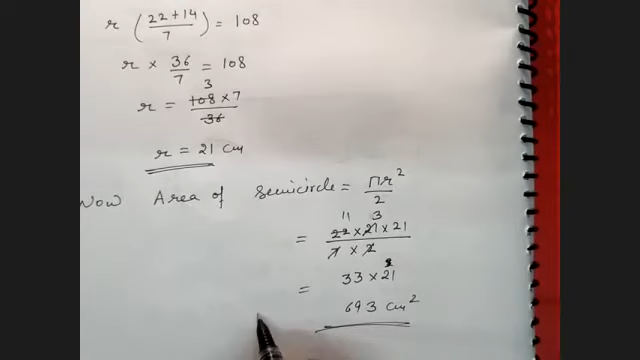 r ( 22+14 / 7 ) = 108
r × 36/7 = 108
3
r = 108 × 7 / 36
r = 21 cm
Now Area of Semicircle = πr²/2
11 3
= 22 × 21 × 21 / 7 × 2
= 33 × 21
693 cm²